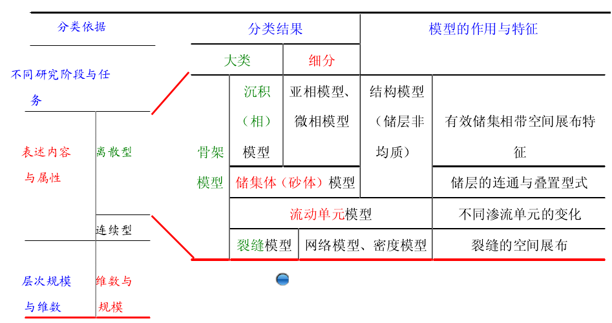 分类依据
分类结果
模型的作用与特征
大类
细分
不同研究阶段与任
务
沉积
（相）
模型
亚相模型、
微相模型
结构模型
（储层非
均质）
有效储集相带空间展布特
征
表述内容
与属性
离散型
骨架
模型
储集体（砂体）模型
储层的连通与叠置型式
流动单元模型
不同渗流单元的变化
连续型
裂缝模型
网络模型、密度模型
裂缝的空间展布
层次规模
与维数
维数与
规模